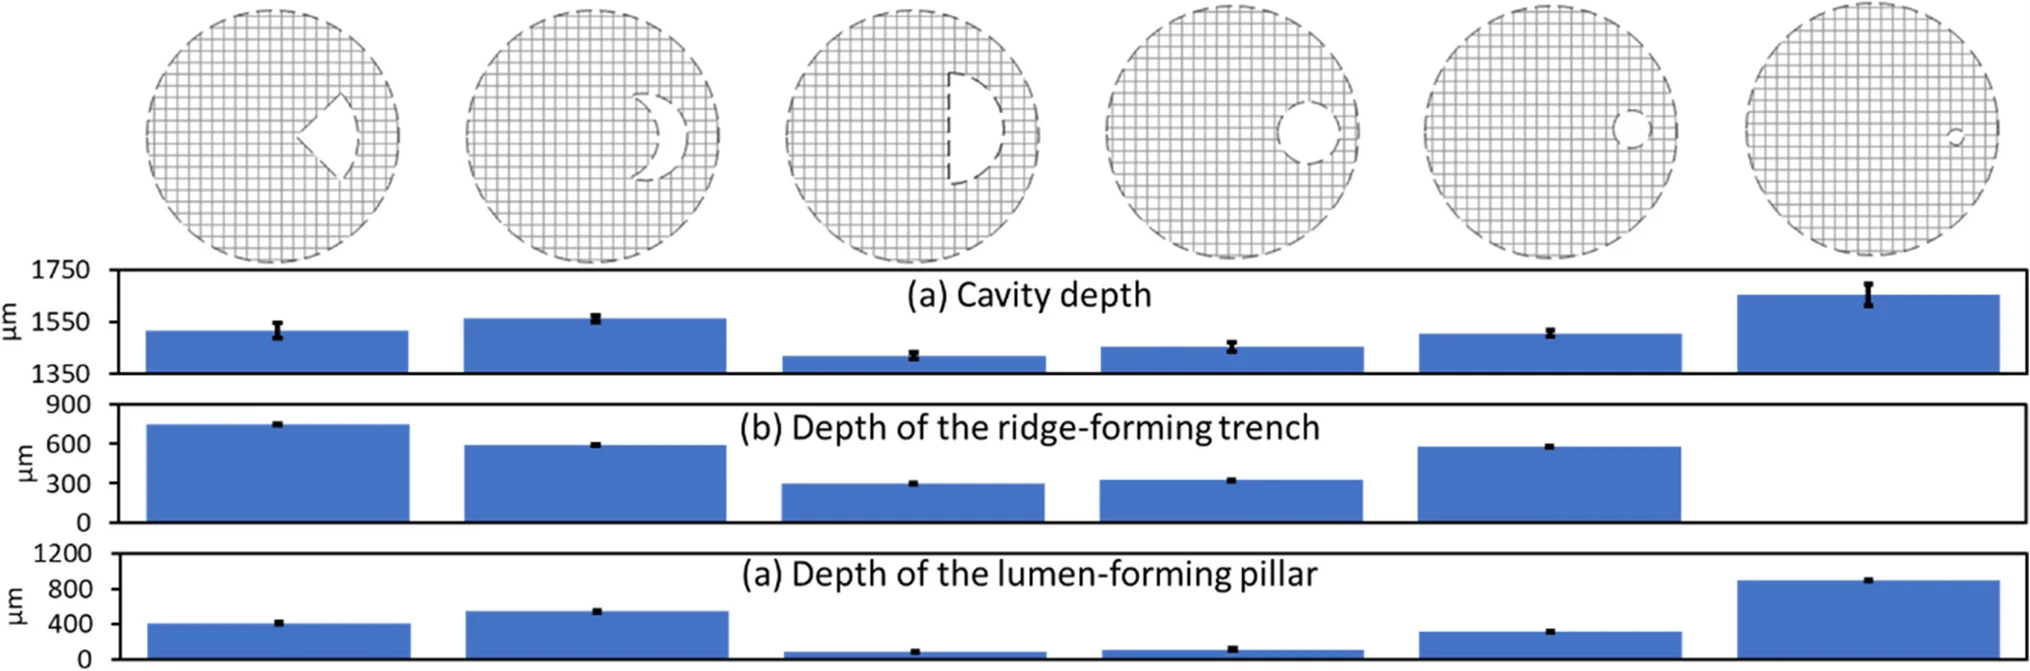 1750
(a) Cavity depth
µm
1550
1350
900
(b) Depth of the ridge-forming trench
600
µm
300
0
1200
(a) Depth of the lumen-forming pillar
800
µm
400
0